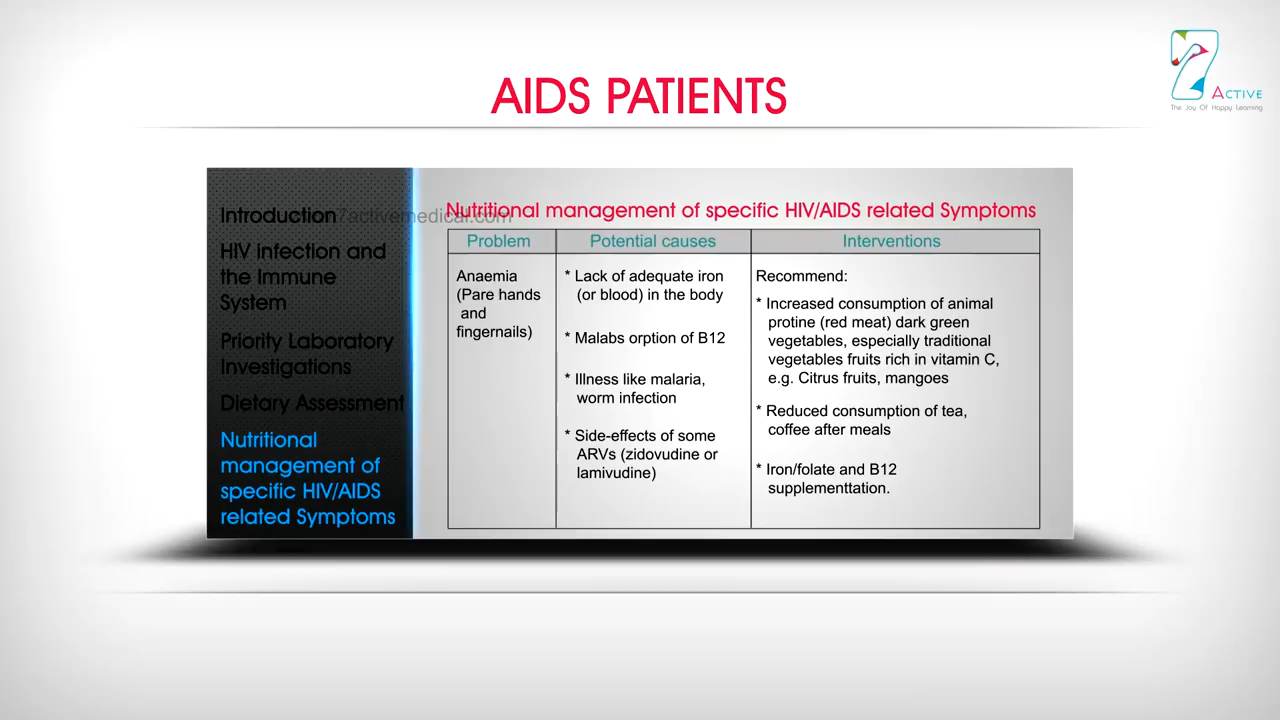 AIDS PATIENTS
7
ACTIVE
The Joy Of Happy Learning
Introduction
HIV infection and
the Immune
System
Priority Laboratory
Investigations
Dietary Assessment
Nutritional
management of
specific HIV/AIDS
related Symptoms
7activemedical.com
Nutritional management of specific HIV/AIDS related Symptoms
Problem
Potential causes
Interventions
Anaemia
(Pare hands
and
fingernails)
* Lack of adequate iron
(or blood) in the body
* Malabs orption of B12
* Illness like malaria,
worm infection
* Side-effects of some
ARVs (zidovudine or
lamivudine)
Recommend:
* Increased consumption of animal
protine (red meat) dark green
vegetables, especially traditional
vegetables fruits rich in vitamin C,
e.g. Citrus fruits, mangoes
* Reduced consumption of tea,
coffee after meals
* Iron/folate and B12
supplementtation.